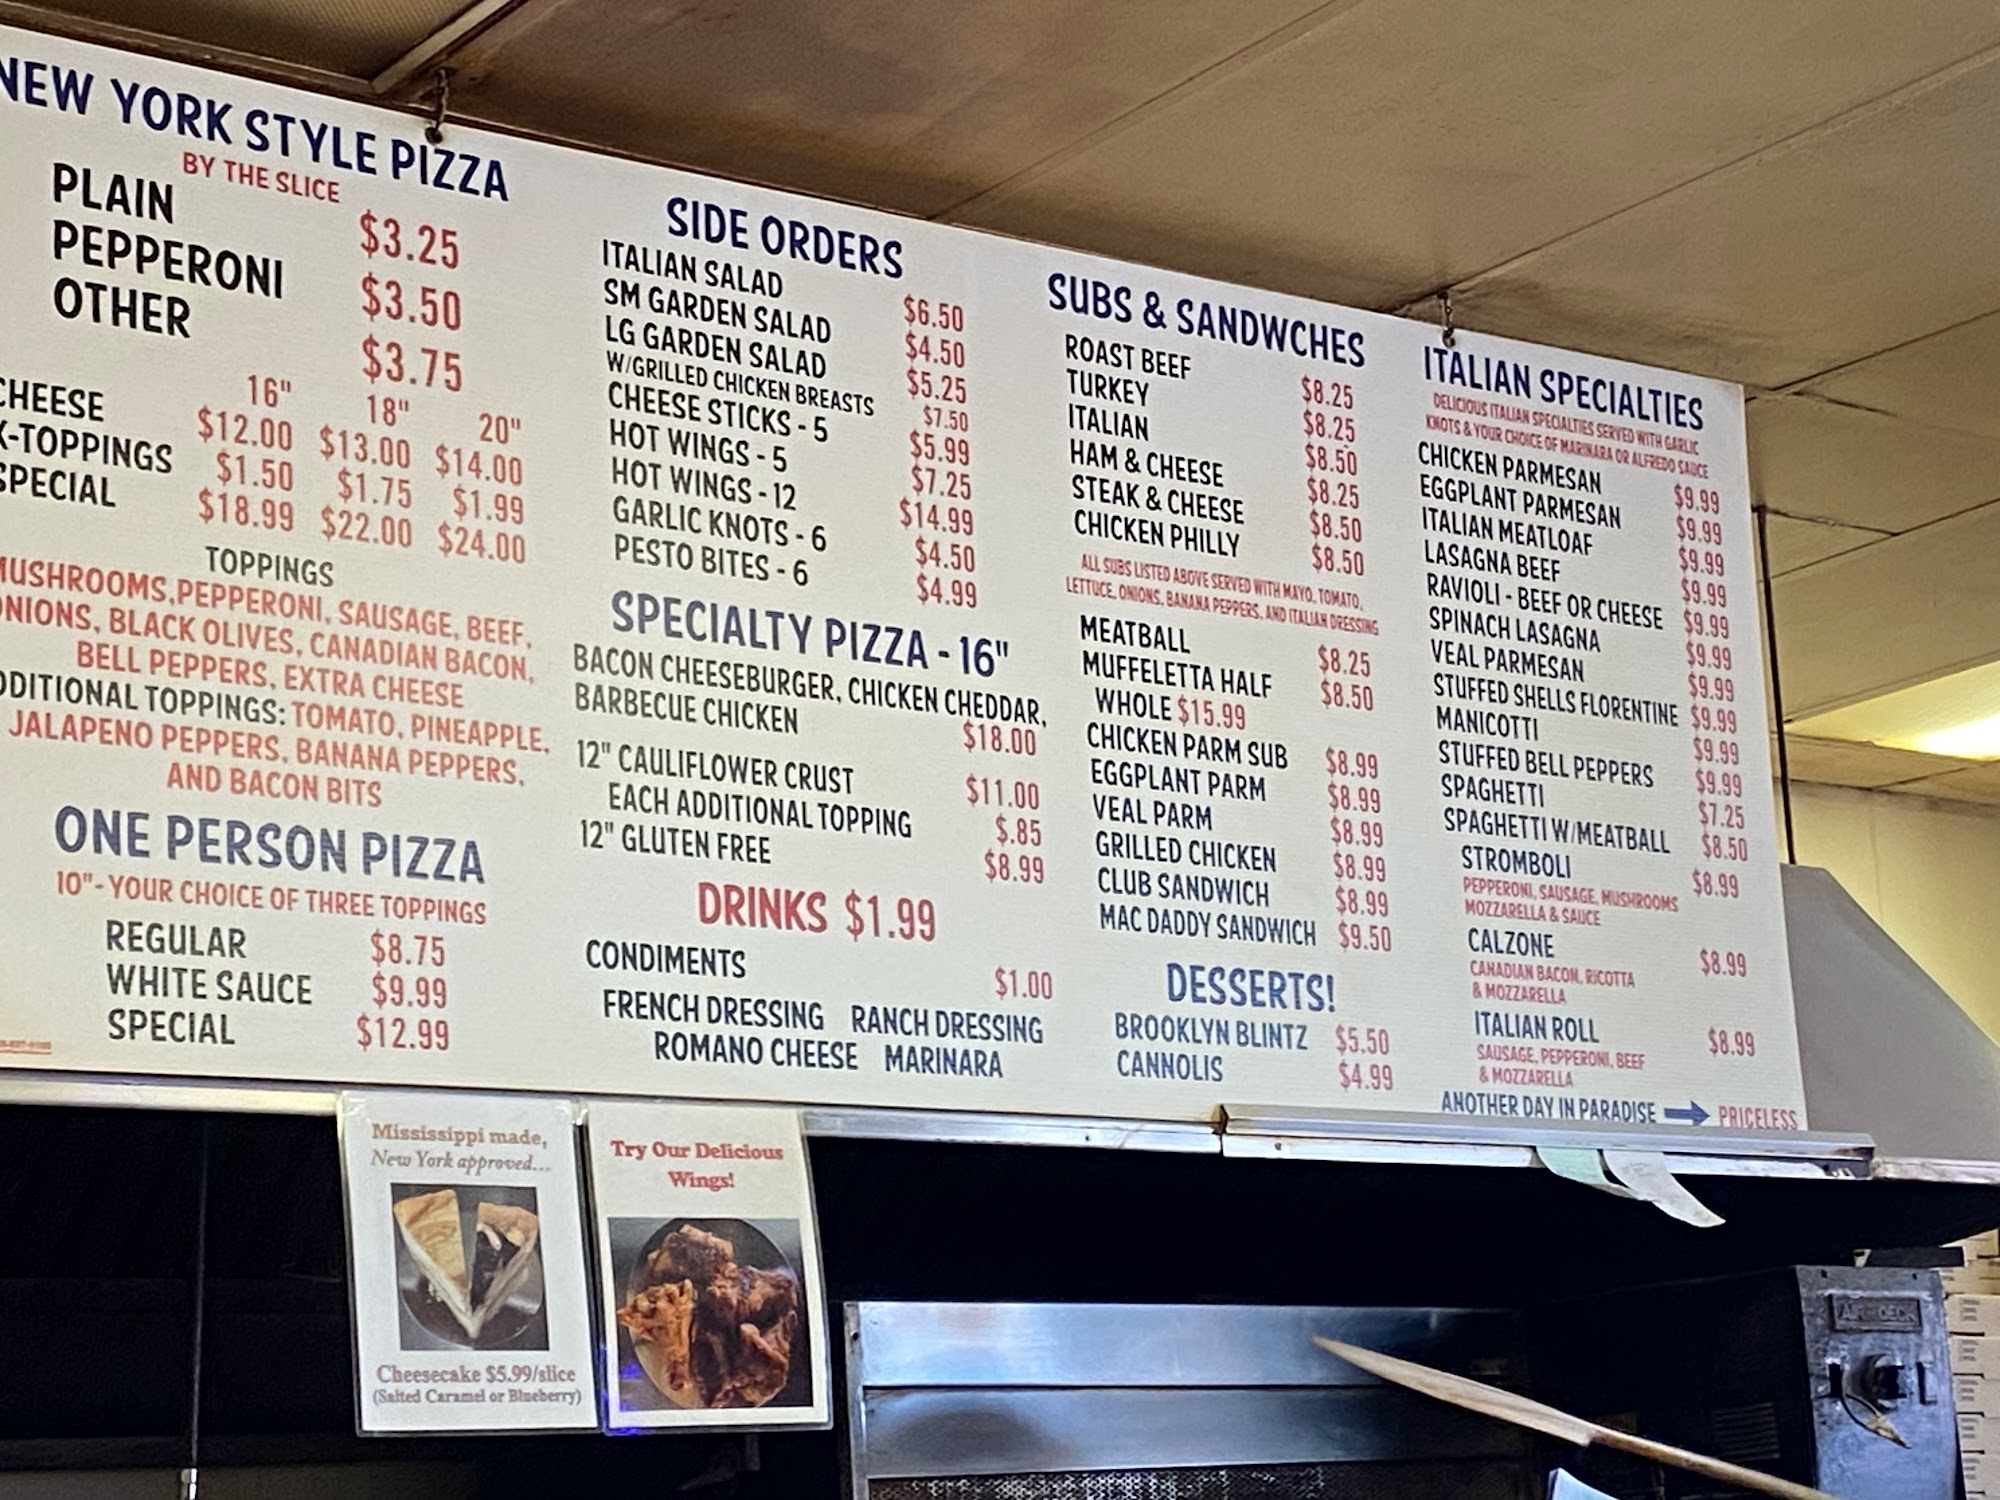 NEW YORK STYLE PIZZA
BY THE SLICE
PLAIN $3.25
PEPPERONI $3.50
OTHER $3.75
16" 18" 20"
CHEESE $12.00 $13.00 $14.00
X-TOPPINGS $1.50 $1.75 $1.99
SPECIAL $18.99 $22.00 $24.00
TOPPINGS
MUSHROOMS, PEPPERONI, SAUSAGE, BEEF,
ONIONS, BLACK OLIVES, CANADIAN BACON,
BELL PEPPERS, EXTRA CHEESE
ADDITIONAL TOPPINGS: TOMATO, PINEAPPLE,
JALAPENO PEPPERS, BANANA PEPPERS,
AND BACON BITS
ONE PERSON PIZZA
10"- YOUR CHOICE OF THREE TOPPINGS
REGULAR $8.75
WHITE SAUCE $9.99
SPECIAL $12.99
SIDE ORDERS
ITALIAN SALAD $6.50
SM GARDEN SALAD $4.50
LG GARDEN SALAD $5.25
W/GRILLED CHICKEN BREASTS $7.50
CHEESE STICKS - 5 $5.99
HOT WINGS - 5 $7.25
HOT WINGS - 12 $14.99
GARLIC KNOTS - 6 $4.50
PESTO BITES - 6 $4.99
SPECIALTY PIZZA - 16"
BACON CHEESEBURGER, CHICKEN CHEDDAR,
BARBECUE CHICKEN $18.00
12" CAULIFLOWER CRUST $11.00
EACH ADDITIONAL TOPPING $.85
12" GLUTEN FREE $8.99
DRINKS $1.99
CONDIMENTS $1.00
FRENCH DRESSING RANCH DRESSING
ROMANO CHEESE MARINARA
SUBS & SANDWCHES
ROAST BEEF $8.25
TURKEY $8.25
ITALIAN $8.50
HAM & CHEESE $8.25
STEAK & CHEESE $8.50
CHICKEN PHILLY $8.50
ALL SUBS LISTED ABOVE SERVED WITH MAYO, TOMATO,
LETTUCE, ONIONS, BANANA PEPPERS, AND ITALIAN DRESSING
MEATBALL $8.25
MUFFELETTA HALF $8.50
WHOLE $15.99
CHICKEN PARM SUB $8.99
EGGPLANT PARM $8.99
VEAL PARM $8.99
GRILLED CHICKEN $8.99
CLUB SANDWICH $8.99
MAC DADDY SANDWICH $9.50
DESSERTS!
BROOKLYN BLINTZ $5.50
CANNOLIS $4.99
ITALIAN SPECIALTIES
DELICIOUS ITALIAN SPECIALTIES SERVED WITH GARLIC
KNOTS & YOUR CHOICE OF MARINARA OR ALFREDO SAUCE
CHICKEN PARMESAN $9.99
EGGPLANT PARMESAN $9.99
ITALIAN MEATLOAF $9.99
LASAGNA BEEF $9.99
RAVIOLI - BEEF OR CHEESE $9.99
SPINACH LASAGNA $9.99
VEAL PARMESAN $9.99
STUFFED SHELLS FLORENTINE $9.99
MANICOTTI $9.99
STUFFED BELL PEPPERS $9.99
SPAGHETTI $7.25
SPAGHETTI W/MEATBALL $8.50
STROMBOLI $8.99
PEPPERONI, SAUSAGE, MUSHROOMS
MOZZARELLA & SAUCE
CALZONE $8.99
CANADIAN BACON, RICOTTA
& MOZZARELLA
ITALIAN ROLL $8.99
SAUSAGE, PEPPERONI, BEEF
& MOZZARELLA
ANOTHER DAY IN PARADISE PRICELESS
Mississippi made,
New York approved...
Cheesecake $5.99/slice
(Salted Caramel or Blueberry)
Try Our Delicious
Wings!